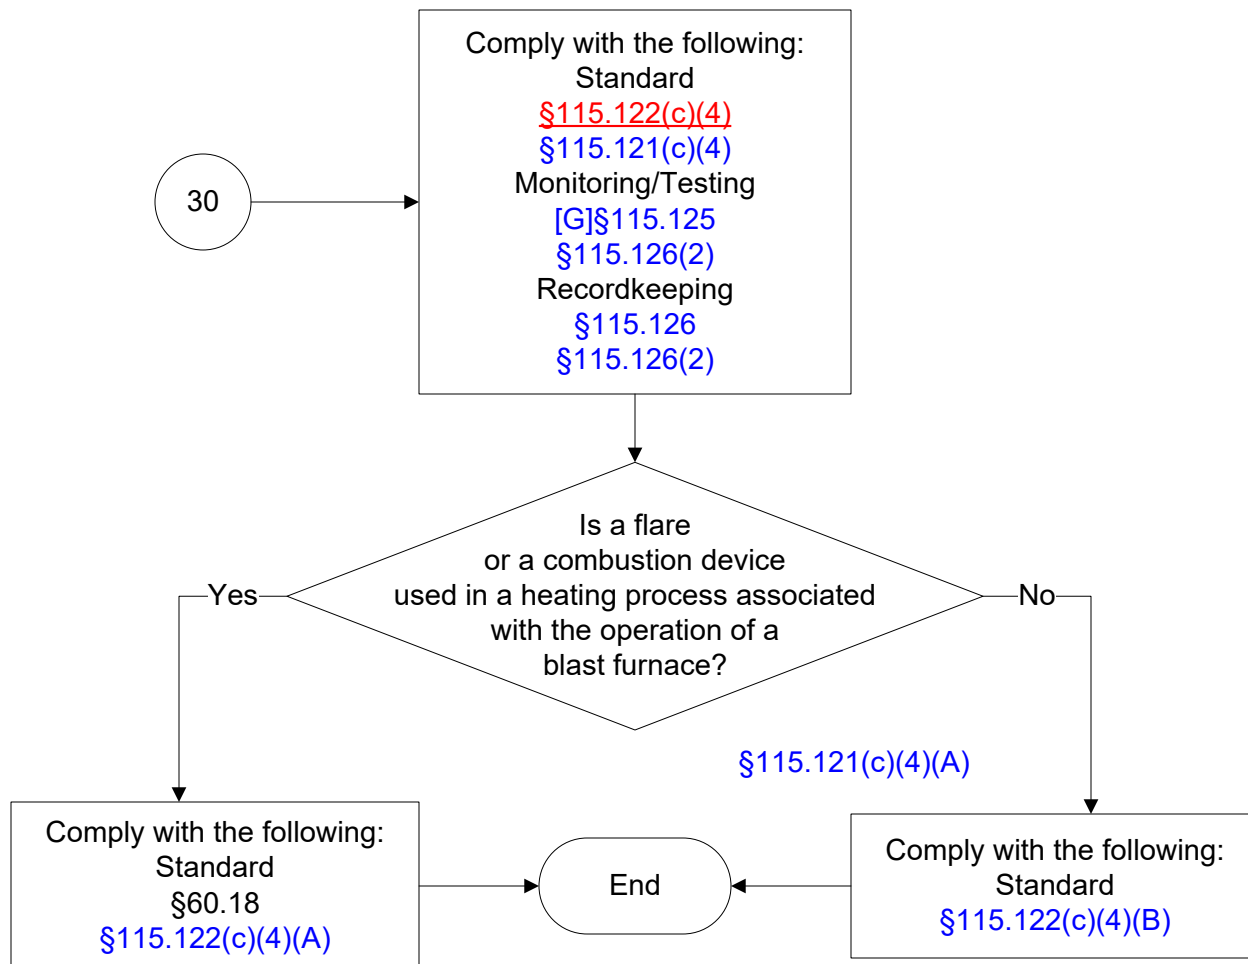 Comply with the following:
Standard
§115.122(c)(4)
§115.121(c)(4)
Monitoring/Testing
[G]§115.125
§115.126(2)
Recordkeeping
§115.126
§115.126(2)
30
Is a flare
or a combustion device
used in a heating process associated
with the operation of a
blast furnace?
Yes
No
§115.121(c)(4)(A)
Comply with the following:
Standard
§60.18
§115.122(c)(4)(A)
End
Comply with the following:
Standard
§115.122(c)(4)(B)